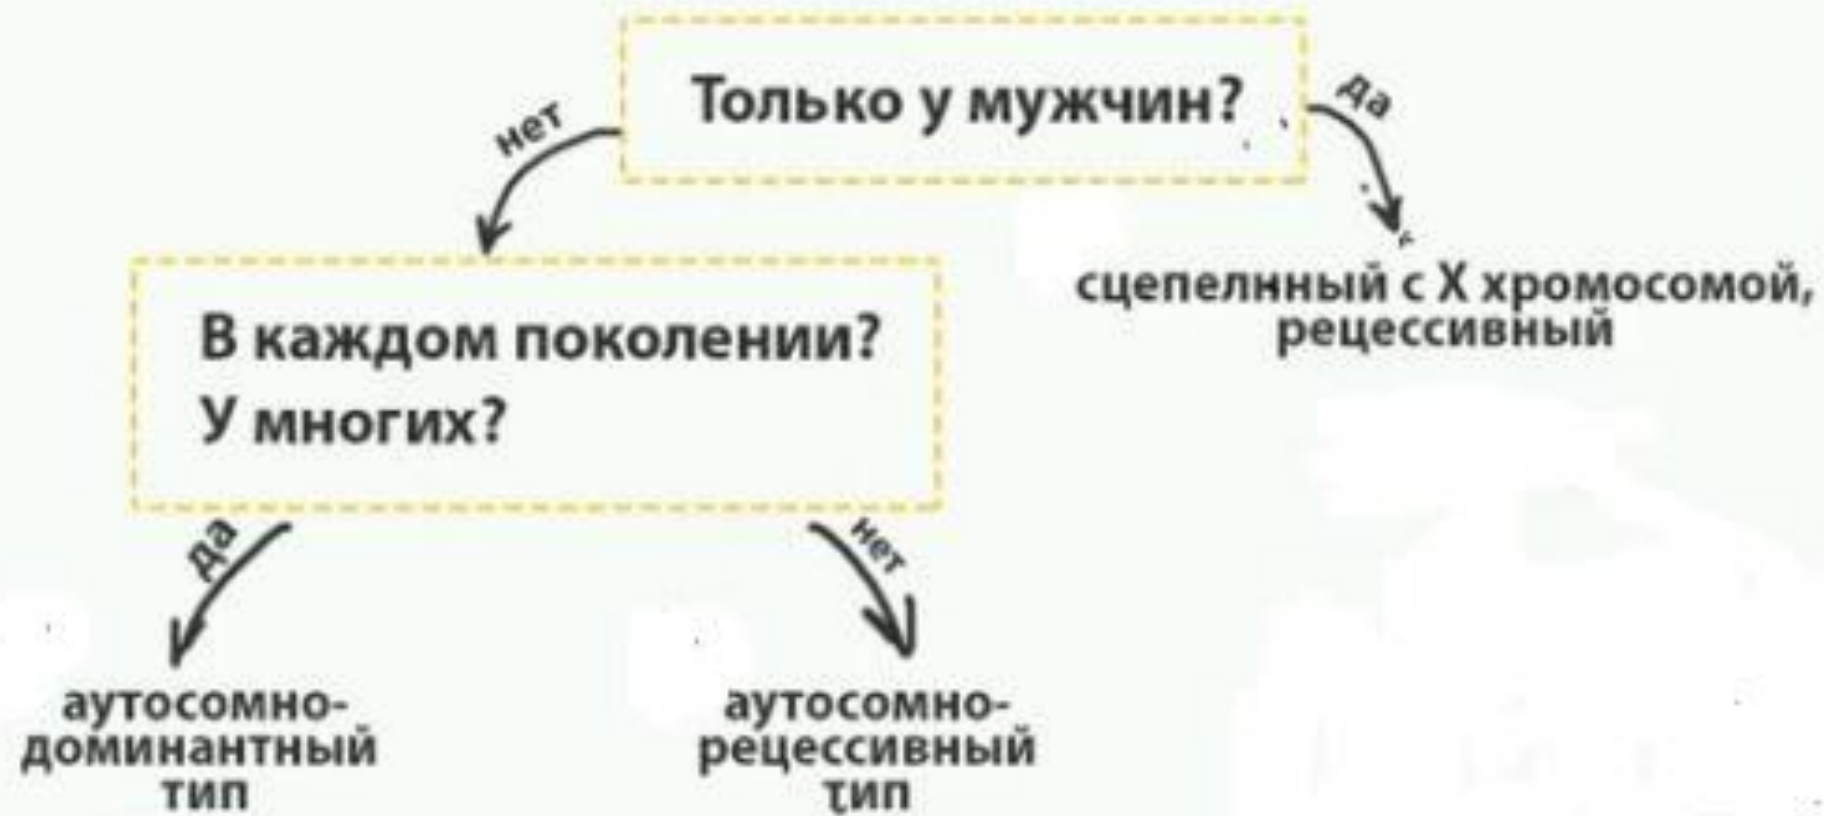 Только у мужчин?
нет
да
сцепелнный с X хромосомой,
рецессивный
В каждом поколении?
У многих?
да
нет
аутосомно-
доминантный
тип
аутосомно-
рецессивный
тип